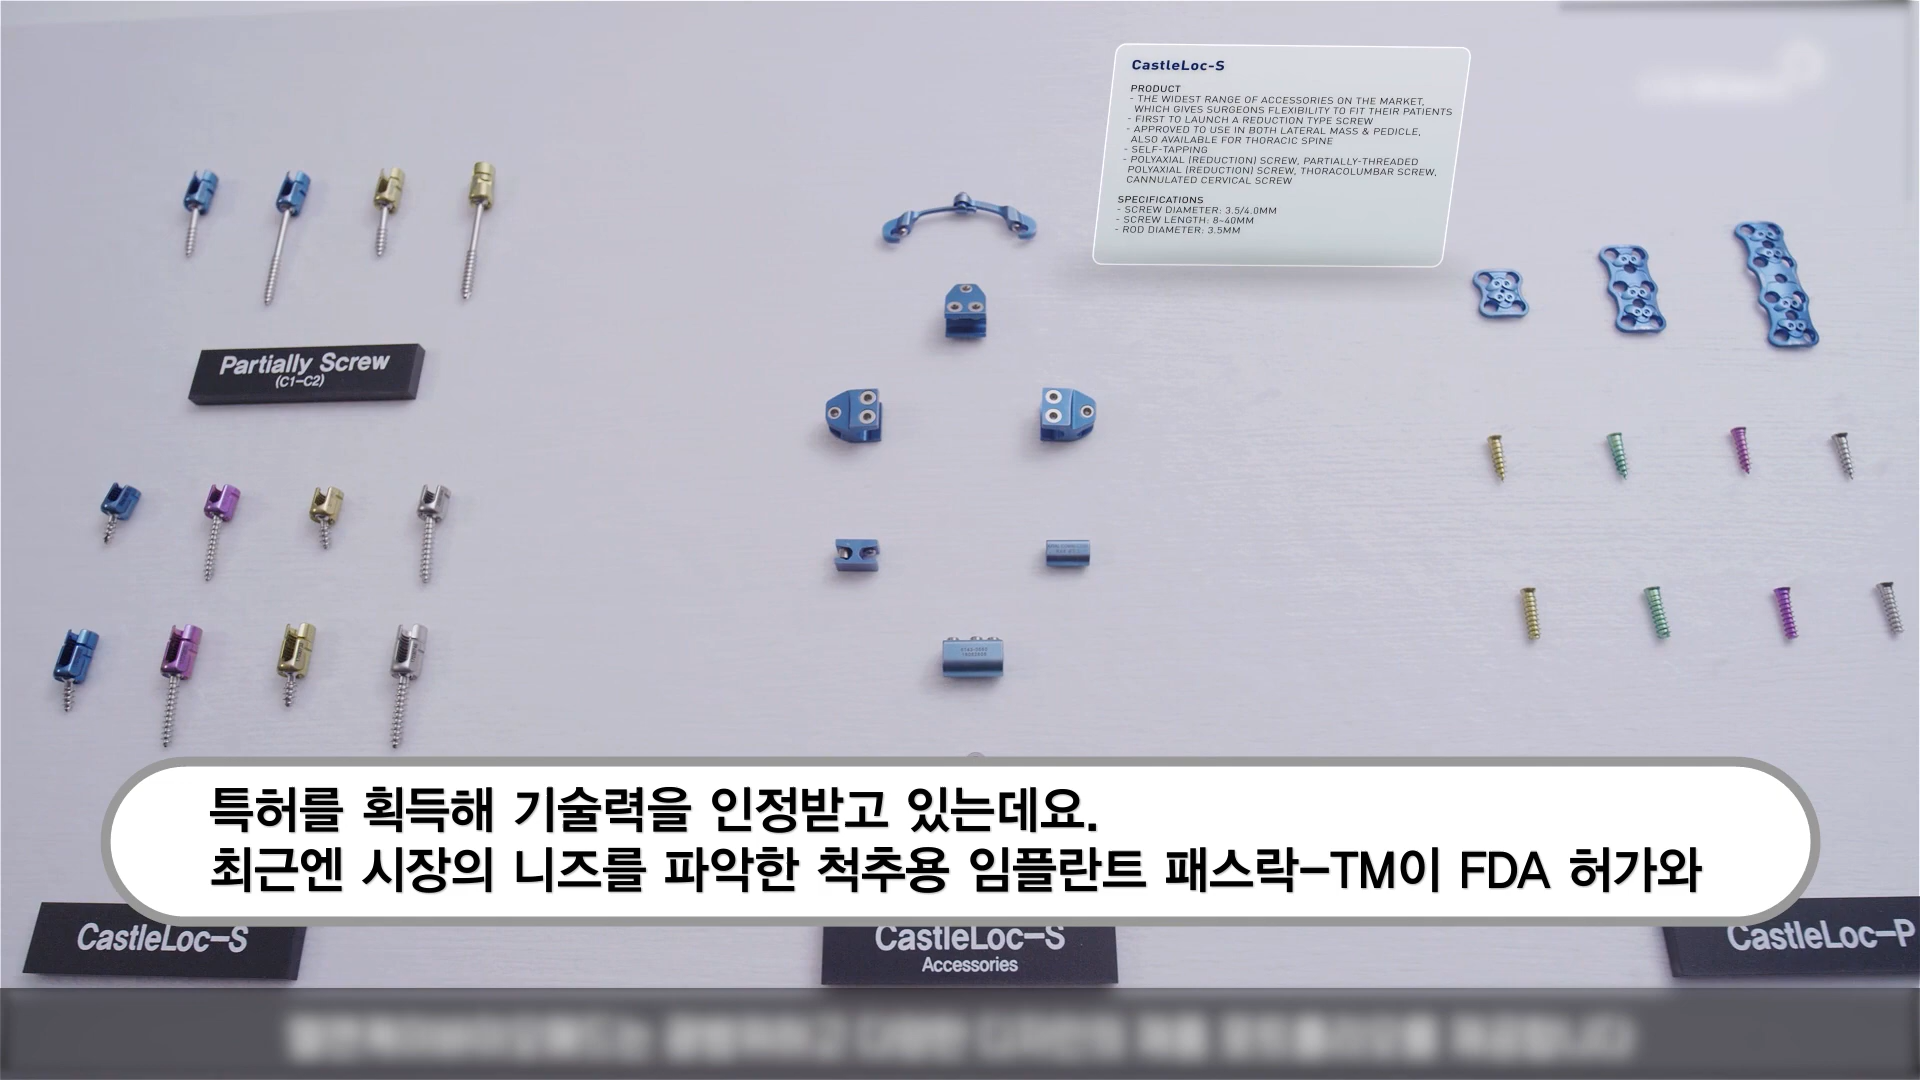 CastleLoc-S
PRODUCT
- THE WIDEST RANGE OF ACCESSORIES ON THE MARKET,
WHICH GIVES SURGEONS FLEXIBILITY TO FIT THEIR PATIENTS
- FIRST TO LAUNCH A REDUCTION TYPE SCREW
- APPROVED TO USE IN BOTH LATERAL MASS & PEDICLE,
ALSO AVAILABLE FOR THORACIC SPINE
- SELF-TAPPING
- POLYAXIAL (REDUCTION) SCREW, PARTIALLY-THREADED
POLYAXIAL (REDUCTION) SCREW, THORACOLUMBAR SCREW,
CANNULATED CERVICAL SCREW
SPECIFICATIONS
- SCREW DIAMETER: 3.5/4.0MM
- SCREW LENGTH: 8~40MM
- ROD DIAMETER: 3.5MM
Partially Screw
(C1-C2)
특허를 획득해 기술력을 인정받고 있는데요.
최근엔 시장의 니즈를 파악한 척추용 임플란트 패스락-TM이 FDA 허가와
CastleLoc-S
CastleLoc-S
Accessories
CastleLoc-P